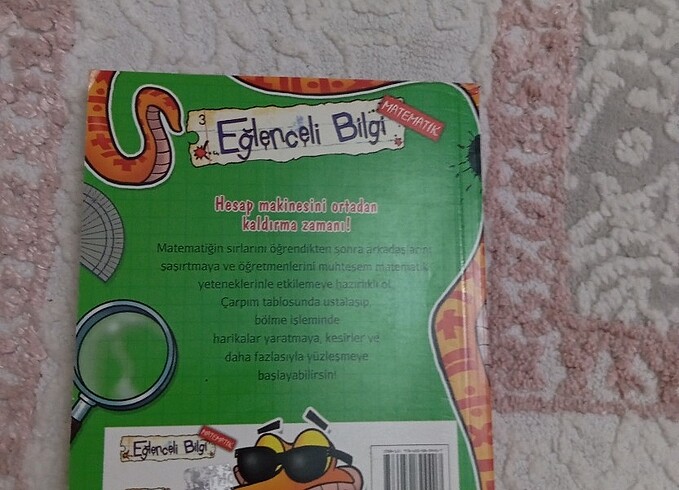 3
Eğlenceli Bilgi
MATEMATİK
Hesap makinesini ortadan
kaldırma zamanı!
Matematiğin sırlarını öğrendikten sonra arkadaşlarını
şaşırtmaya ve öğretmenlerini muhteşem matematik
yeteneklerinle etkilemeye hazırlıklı ol.
Çarpım tablosunda ustalaşıp,
bölme işleminde
harikalar yaratmaya, kesirler ve
daha fazlasıyla yüzleşmeye
başlayabilirsin!
MATEMATİK
Eğlenceli Bilgi